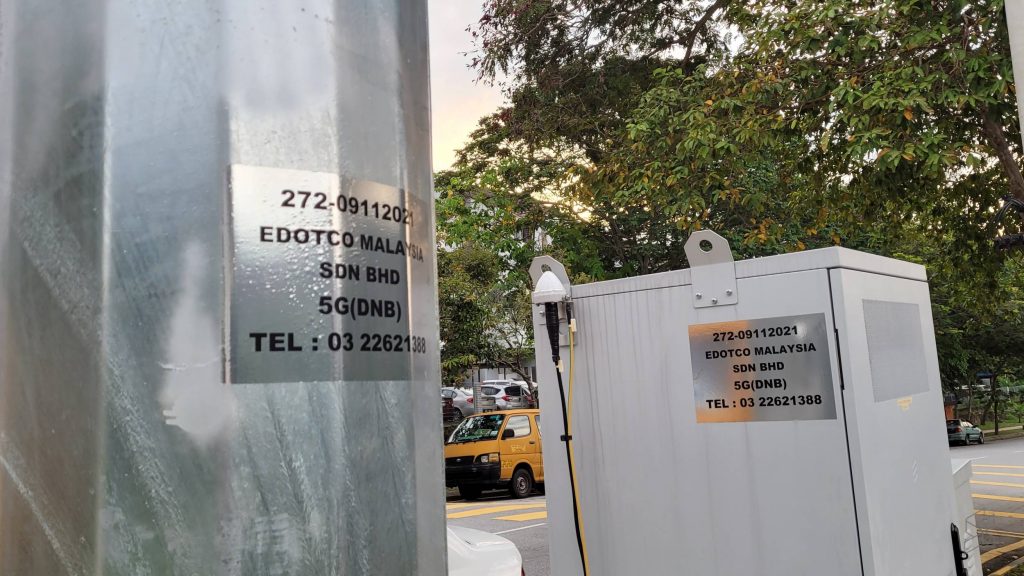 272-09112021
EDOTCO MALAYSIA
SDN BHD
5G(DNB)
TEL : 03 22621388
272-09112021
EDOTCO MALAYSIA
SDN BHD
5G(DNB)
TEL : 03 22621388